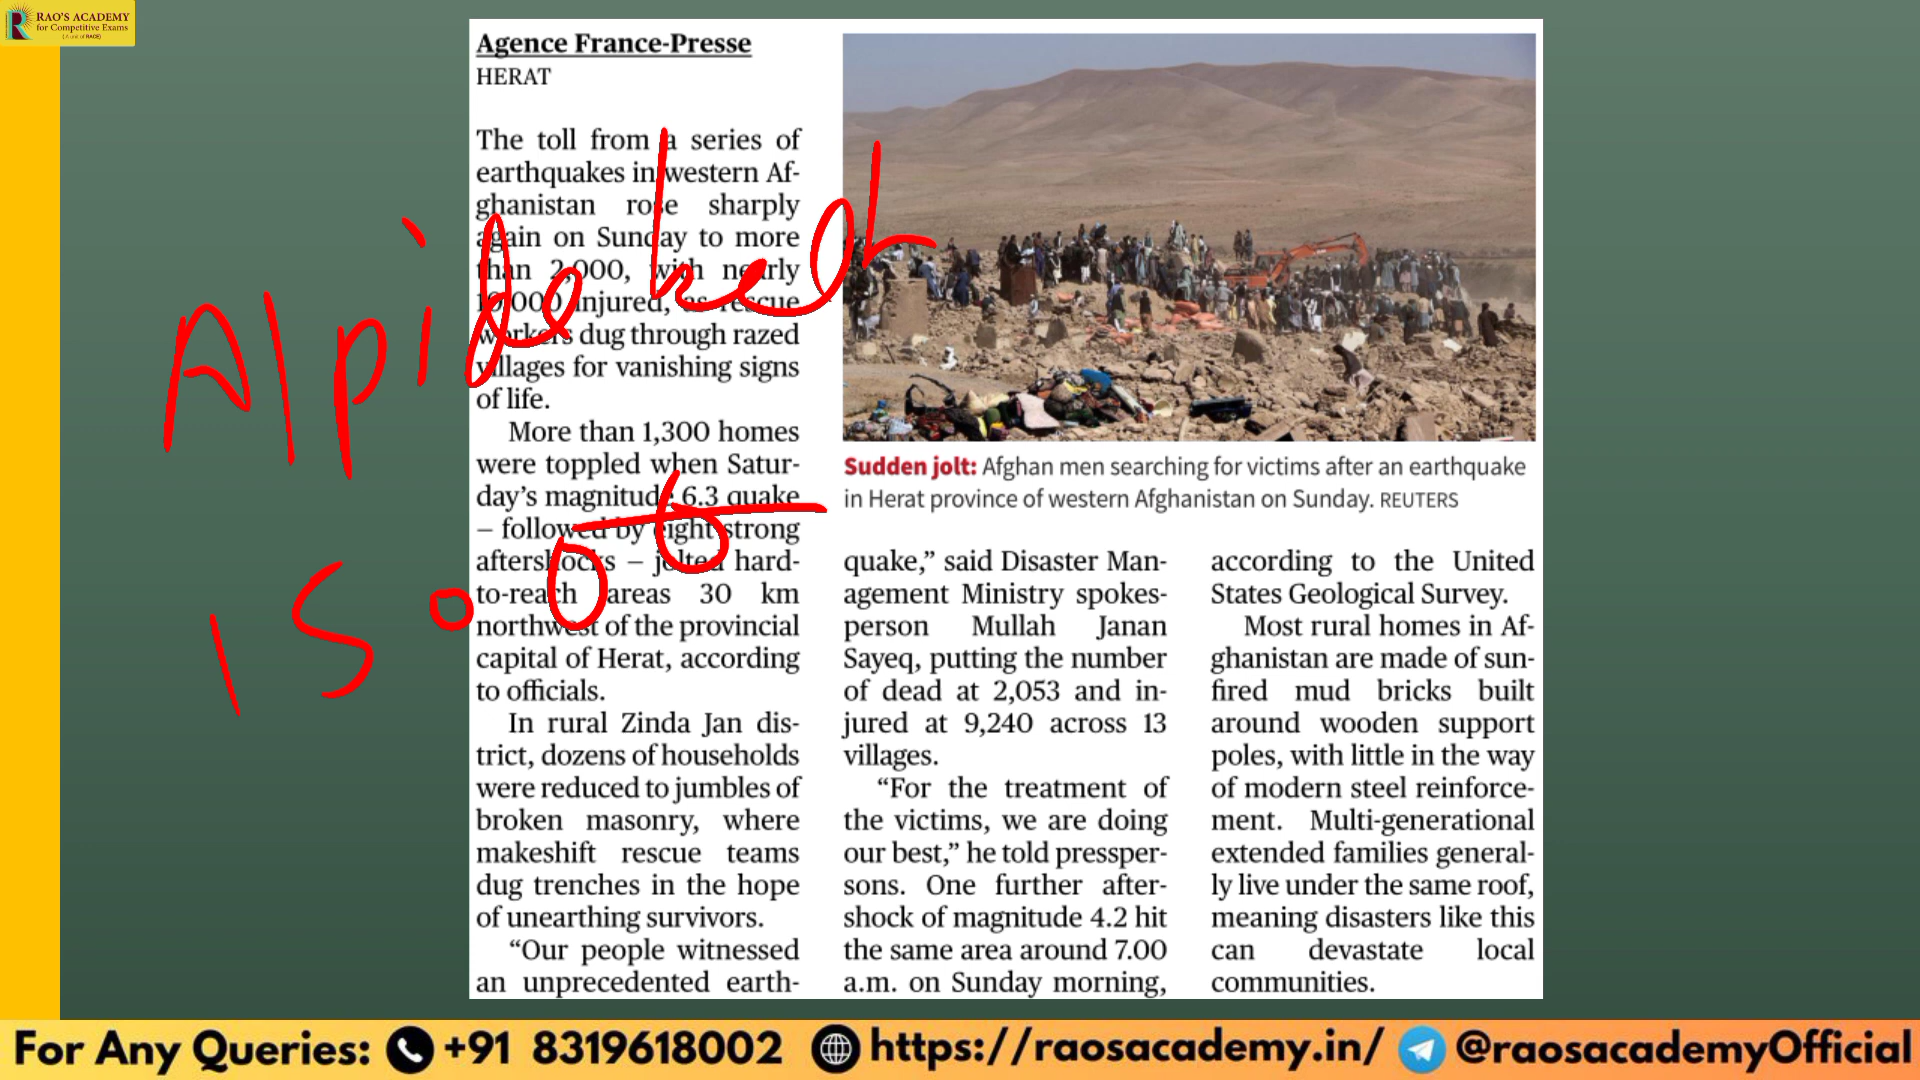 RAO'S ACADEMY
for Competitive Exams
(A unit of RACE)
Agence France-Presse
HERAT
The toll from a series of
earthquakes in western Af-
ghanistan rose sharply
again on Sunday to more
than 2,000, with nearly
10,000 injured, as rescue
workers dug through razed
villages for vanishing signs
of life.
More than 1,300 homes
were toppled when Satur-
day's magnitude 6.3 quake
– followed by eight strong
aftershocks – jolted hard-
to-reach areas 30 km
northwest of the provincial
capital of Herat, according
to officials.
In rural Zinda Jan dis-
trict, dozens of households
were reduced to jumbles of
broken masonry, where
makeshift rescue teams
dug trenches in the hope
of unearthing survivors.
"Our people witnessed
an unprecedented earth-
Sudden jolt: Afghan men searching for victims after an earthquake
in Herat province of western Afghanistan on Sunday. REUTERS
quake," said Disaster Man-
agement Ministry spokes-
person Mullah Janan
Sayeq, putting the number
of dead at 2,053 and in-
jured at 9,240 across 13
villages.
"For the treatment of
the victims, we are doing
our best," he told pressper-
sons. One further after-
shock of magnitude 4.2 hit
the same area around 7.00
a.m. on Sunday morning,
according to the United
States Geological Survey.
Most rural homes in Af-
ghanistan are made of sun-
fired mud bricks built
around wooden support
poles, with little in the way
of modern steel reinforce-
ment. Multi-generational
extended families general-
ly live under the same roof,
meaning disasters like this
can devastate local
communities.
Alpide
1500
For Any Queries: +91 8319618002 https://raosacademy.in/ @raosacademyOfficial